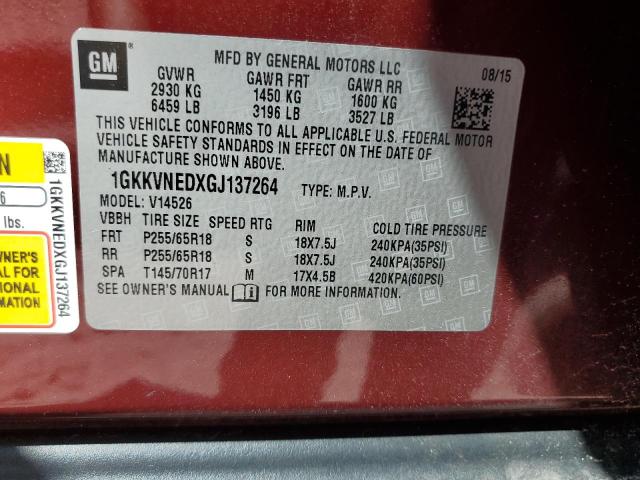 GM
MFD BY GENERAL MOTORS LLC
08/15
GVWR GAWR FRT GAWR RR
2930 KG 1450 KG 1600 KG
6459 LB 3196 LB 3527 LB
THIS VEHICLE CONFORMS TO ALL APPLICABLE U.S. FEDERAL MOTOR
VEHICLE SAFETY STANDARDS IN EFFECT ON THE DATE OF
MANUFACTURE SHOWN ABOVE.
1GKKVNEDXGJ137264 TYPE: M.P.V.
MODEL: V14526
VBBH TIRE SIZE SPEED RTG RIM COLD TIRE PRESSURE
FRT P255/65R18 S 18X7.5J 240KPA(35PSI)
RR P255/65R18 S 18X7.5J 240KPA(35PSI)
SPA T145/70R17 M 17X4.5B 420KPA(60PSI)
SEE OWNER'S MANUAL FOR MORE INFORMATION.
N
6
lbs.
WNER'S
AL FOR
IONAL
MATION
1GKKVNEDXGJ137264